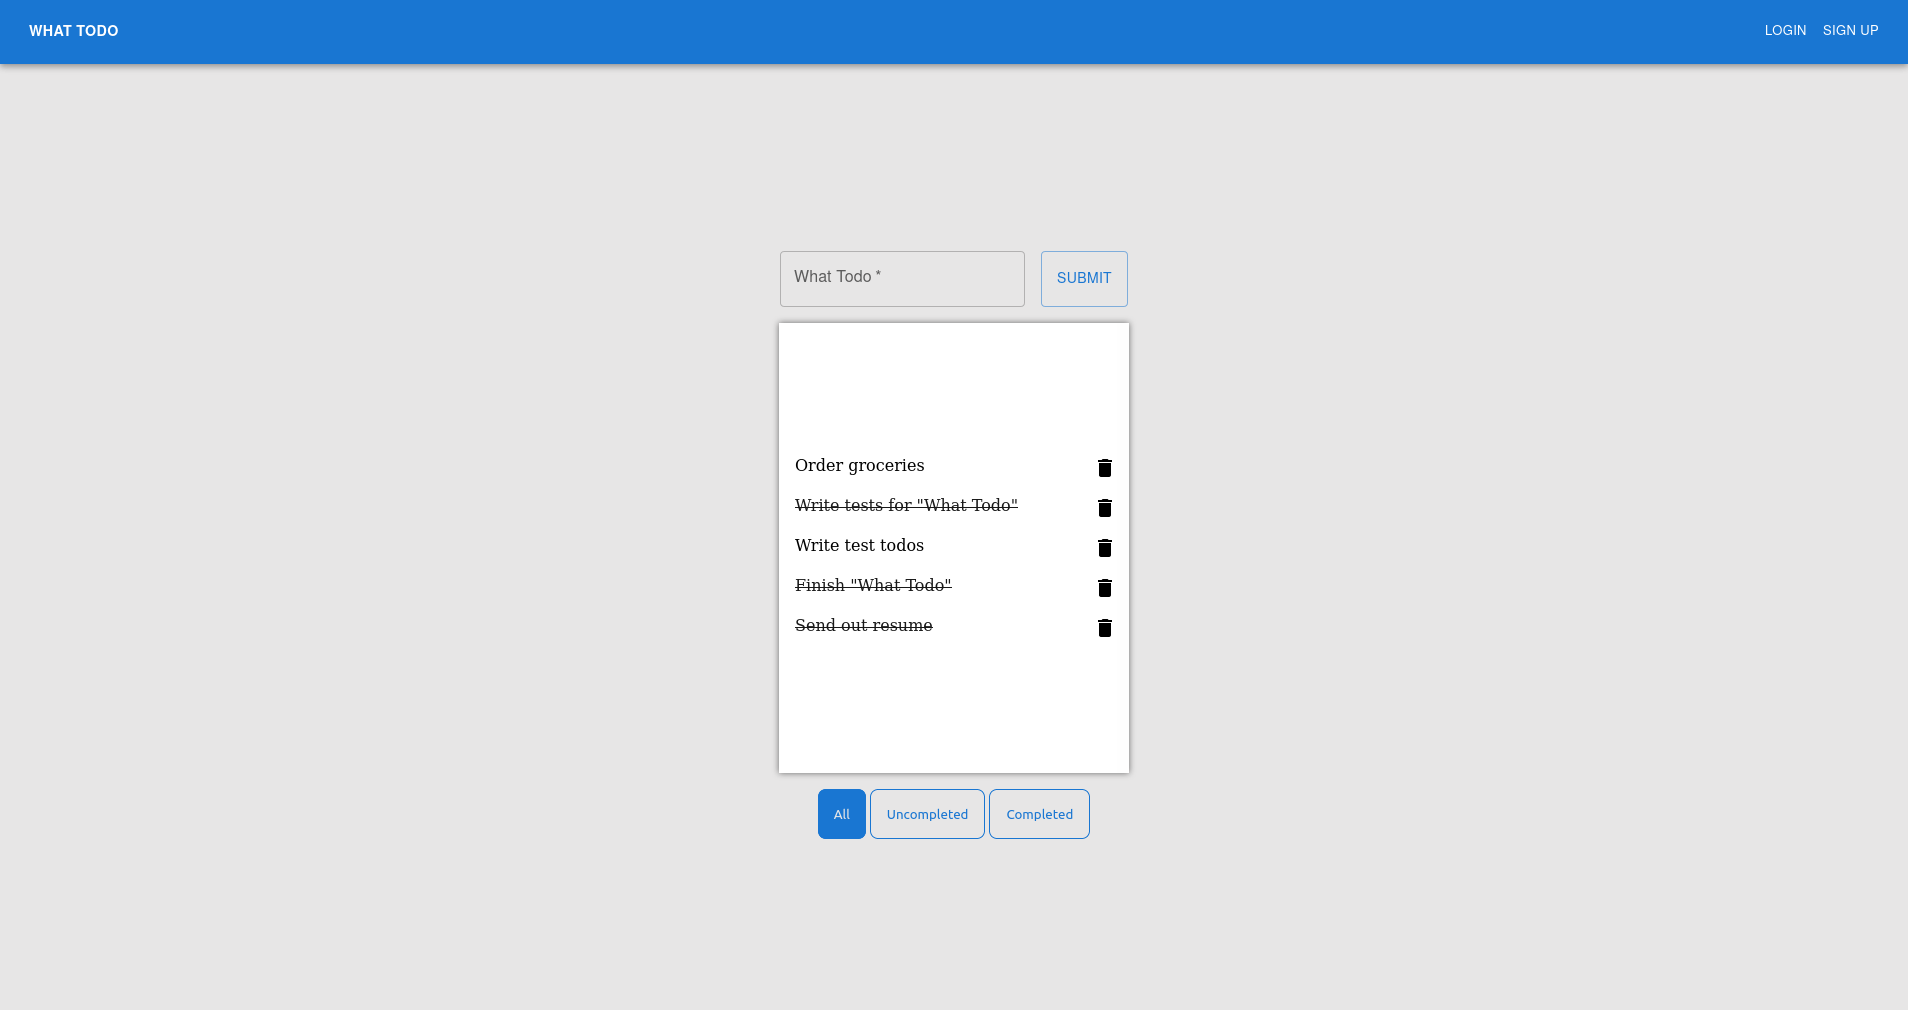 WHAT TODO
LOGIN SIGN UP
What Todo *
SUBMIT
Order groceries
Write tests for "What Todo"
Write test todos
Finish "What Todo"
Send out resume
All Uncompleted Completed